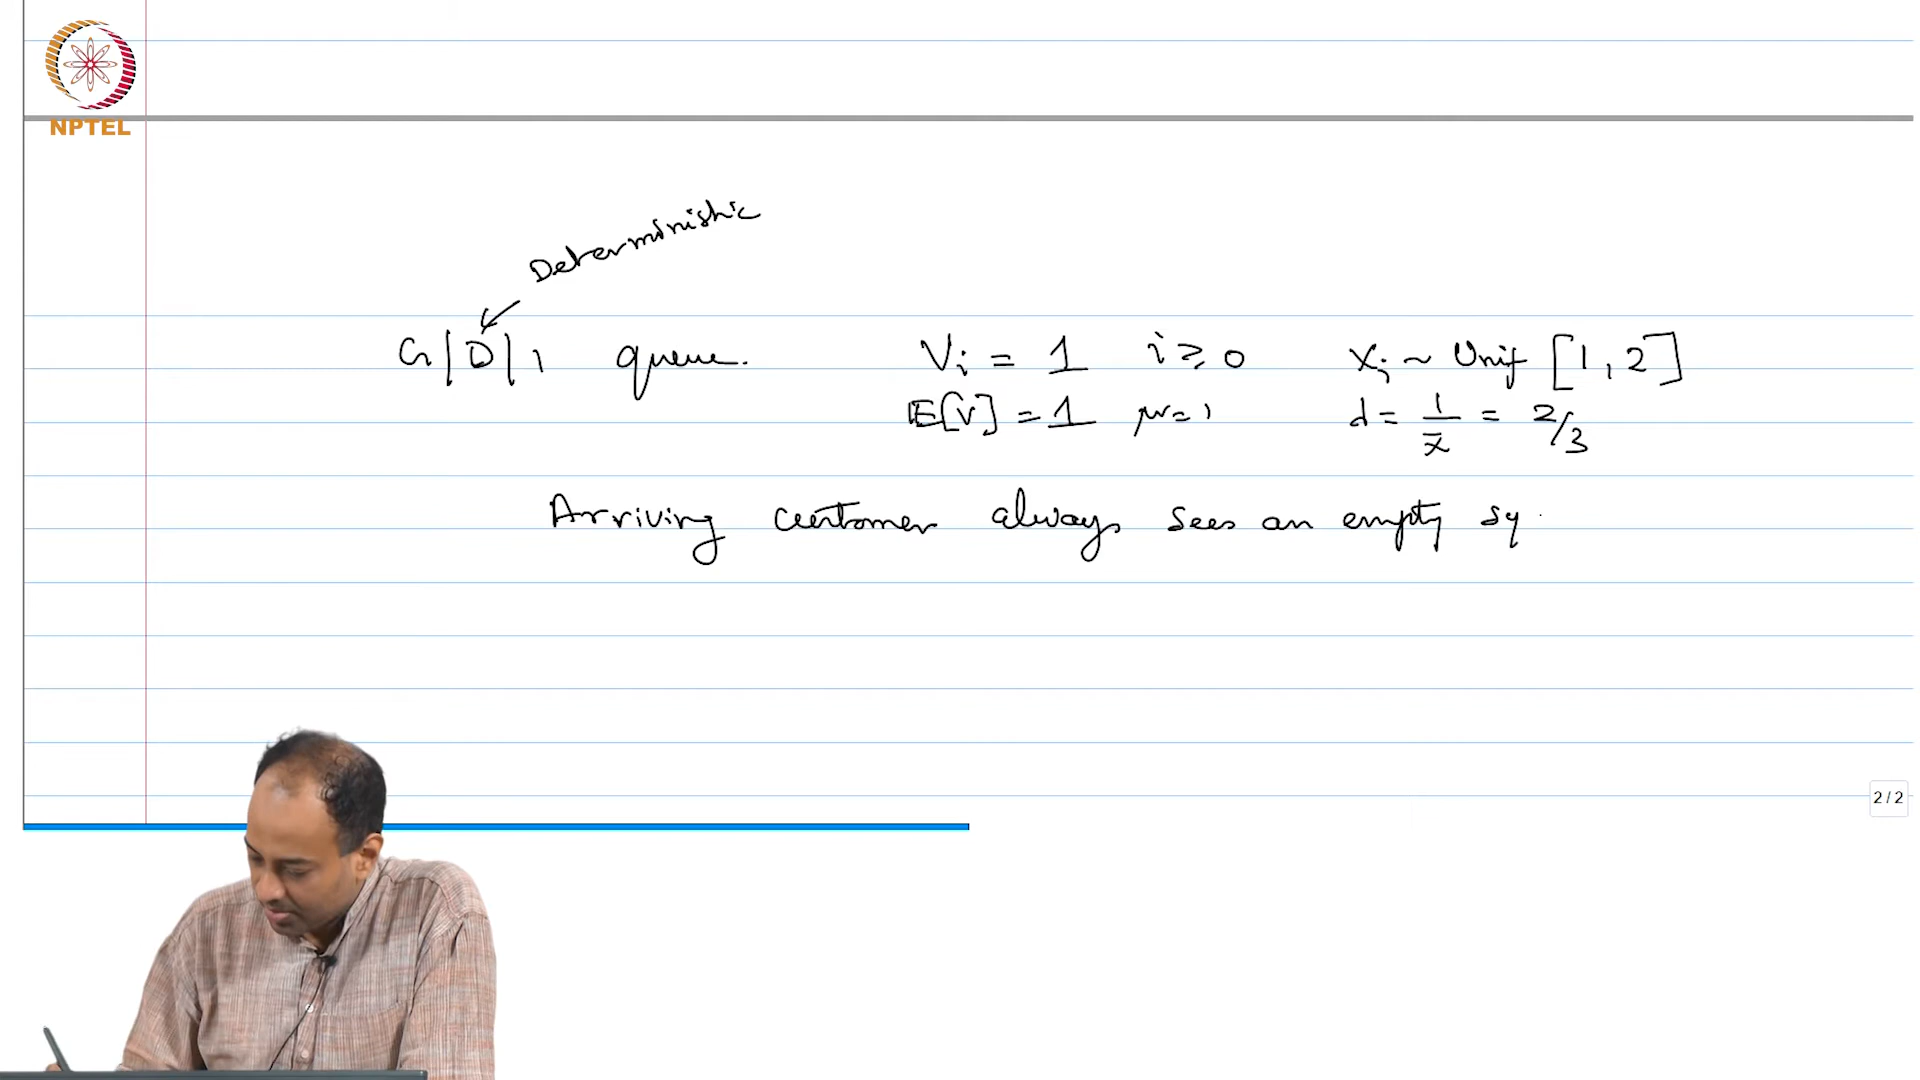 NPTEL
Deterministic
G|D|1 queue. Vi = 1 i ≥ 0 Xi ~ Unif [1, 2]
E[V] = 1 μ = 1 λ = 1/x̄ = 2/3
Arriving customer always sees an empty sy
2 / 2